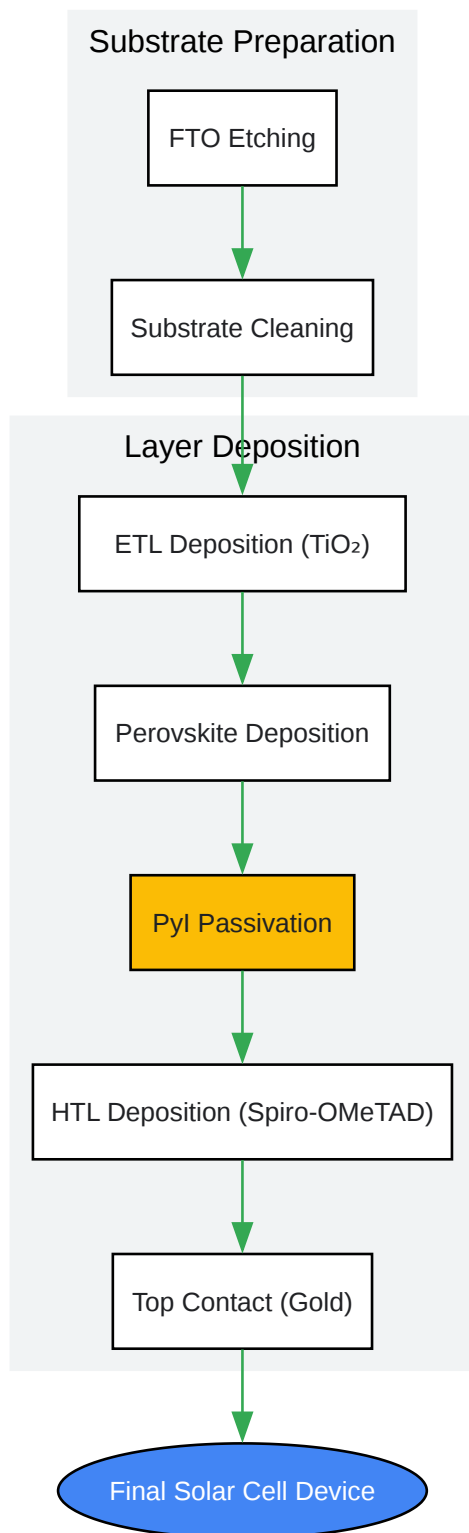 Substrate Preparation
FTO Etching
Substrate Cleaning
Layer Deposition
ETL Deposition (TiO₂)
Perovskite Deposition
PyI Passivation
HTL Deposition (Spiro-OMeTAD)
Top Contact (Gold)
Final Solar Cell Device